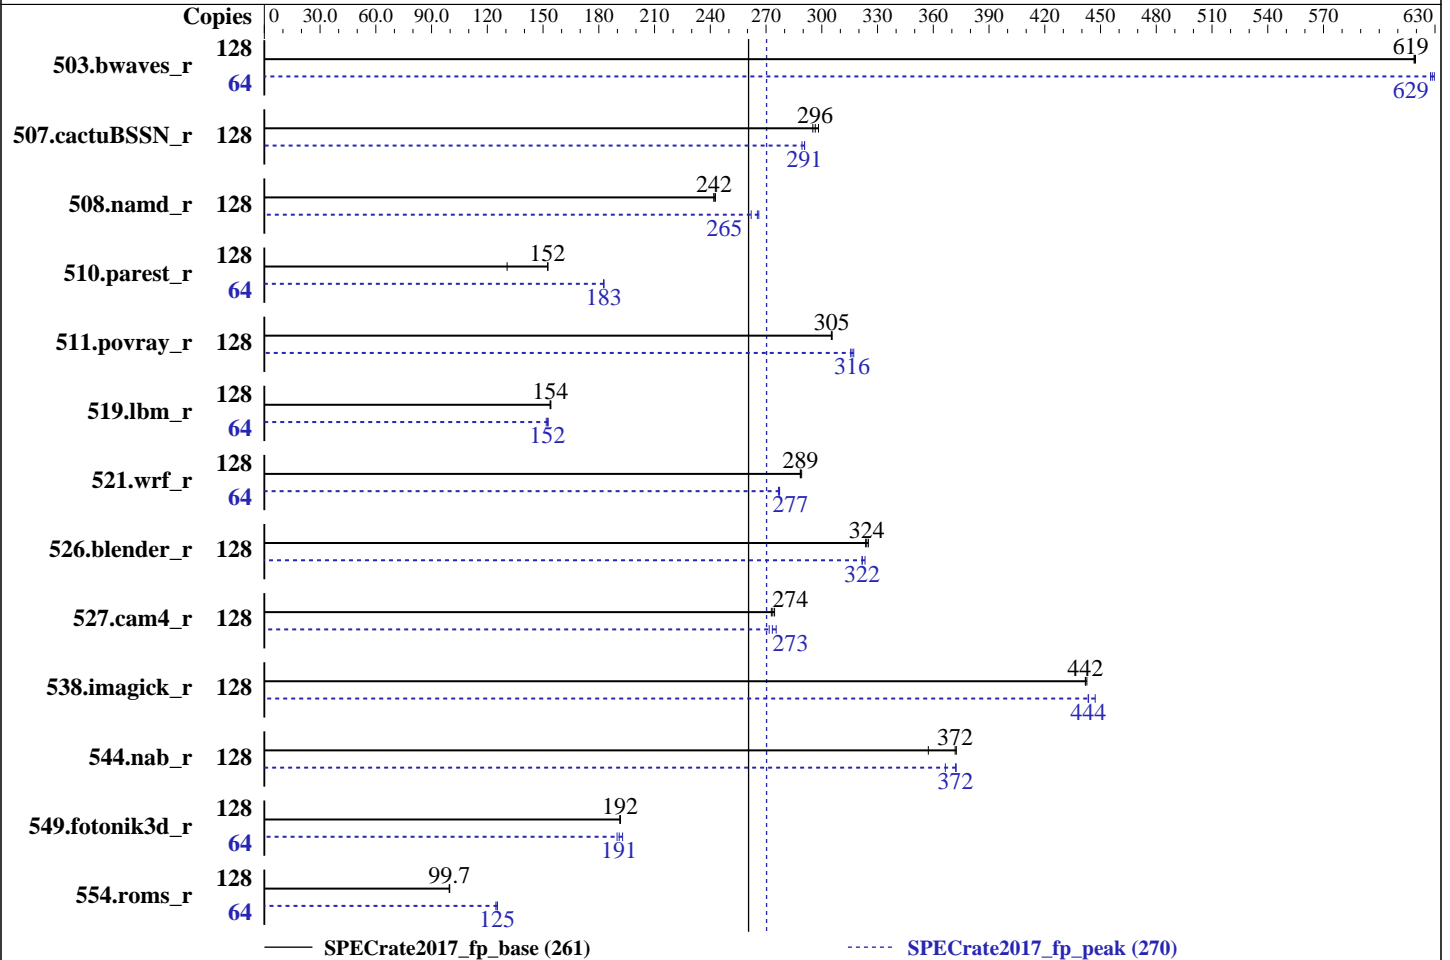 Copies 0 30.0 60.0 90.0 120 150 180 210 240 270 300 330 360 390 420 450 480 510 540 570 630
503.bwaves_r 128 619
64 629
507.cactuBSSN_r 128 296
291
508.namd_r 128 242
265
510.parest_r 128 152
64 183
511.povray_r 128 305
316
519.lbm_r 128 154
64 152
521.wrf_r 128 289
64 277
526.blender_r 128 324
322
527.cam4_r 128 274
273
538.imagick_r 128 442
444
544.nab_r 128 372
372
549.fotonik3d_r 128 192
64 191
554.roms_r 128 99.7
64 125
SPECrate2017_fp_base (261) SPECrate2017_fp_peak (270)